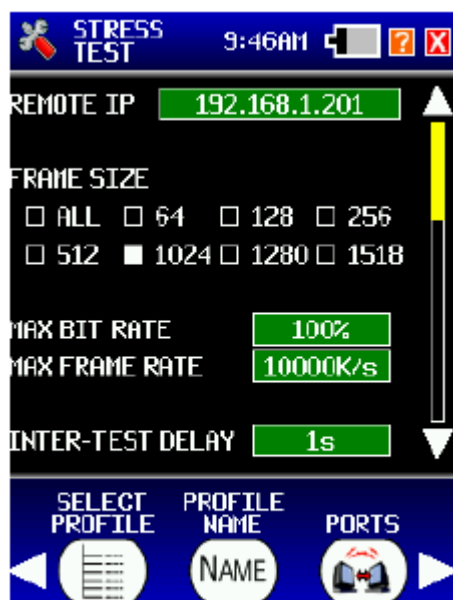 STRESS TEST 9:46AM ? X
REMOTE IP 192.168.1.201
FRAME SIZE
ALL 64 128 256
512 1024 1280 1518
MAX BIT RATE 100%
MAX FRAME RATE 10000K/s
INTER-TEST DELAY 1s
SELECT PROFILE PROFILE NAME PORTS
NAME